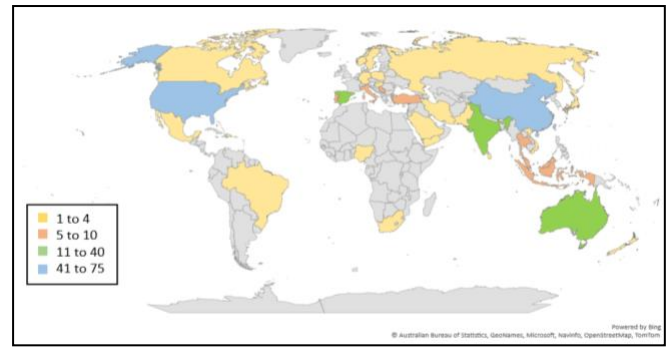 1 to 4
5 to 10
11 to 40
41 to 75
Powered by Bing
© Australian Bureau of Statistics, GeoNames, Microsoft, Navinfo, OpenStreetMap, TomTom